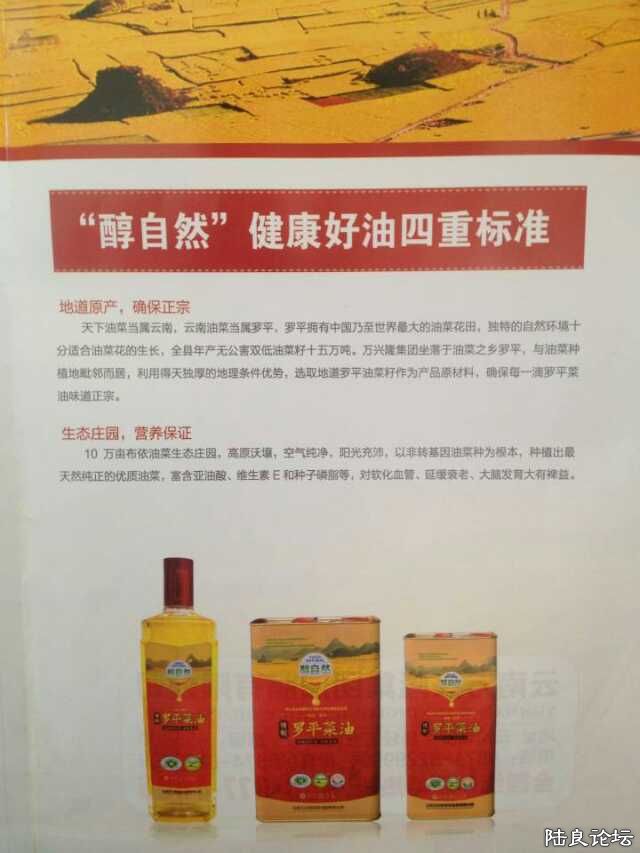 “醇自然”健康好油四重标准
地道原产，确保正宗
天下油菜当属云南，云南油菜当属罗平，罗平拥有中国乃至世界最大的油菜花田，独特的自然环境十
分适合油菜花的生长，全县年产无公害双低油菜籽十五万吨。万兴隆集团坐落于油菜之乡罗平，与油菜种
植地毗邻而居，利用得天独厚的地理条件优势，选取地道罗平油菜籽作为产品原材料，确保每一滴罗平菜
油味道正宗。
生态庄园，营养保证
10 万亩布依油菜生态庄园，高原沃壤，空气纯净，阳光充沛，以非转基因油菜种为根本，种植出最
天然纯正的优质油菜，富含亚油酸、维生素 E 和种子磷脂等，对软化血管、延缓衰老、大脑发育大有裨益。
醇自然
罗平菜油
醇自然
罗平菜油
醇自然
罗平菜油
陆良论坛